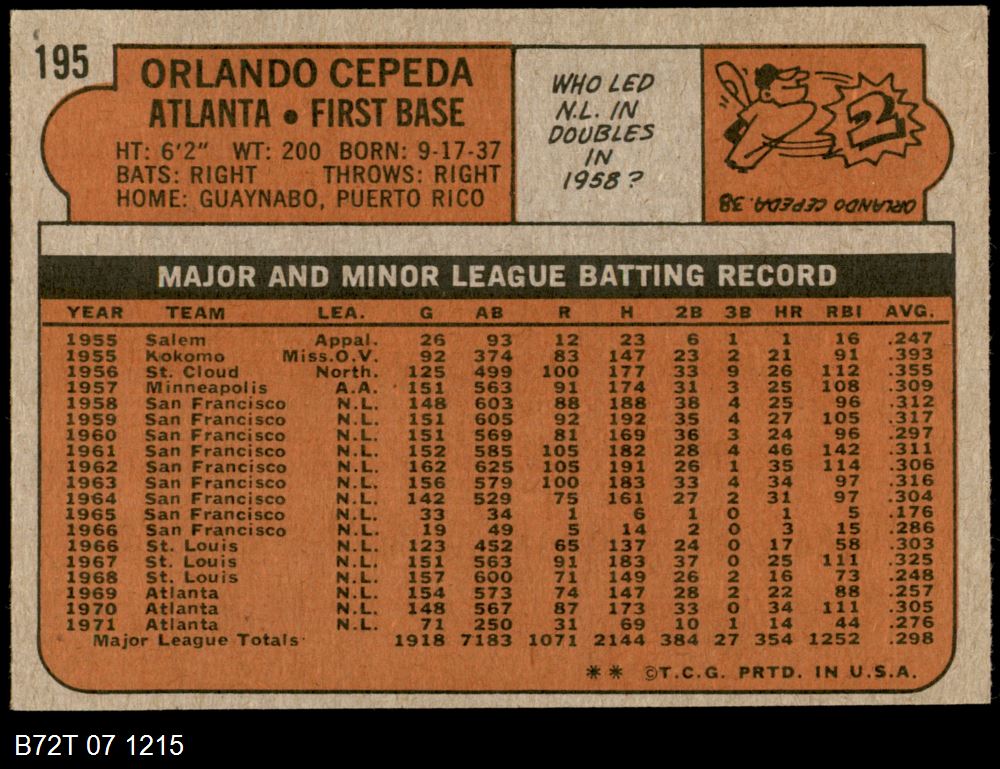 195
ORLANDO CEPEDA
ATLANTA • FIRST BASE
HT: 6'2" WT: 200 BORN: 9-17-37
BATS: RIGHT THROWS: RIGHT
HOME: GUAYNABO, PUERTO RICO
WHO LED
N.L. IN
DOUBLES
IN
1958?
2
ORLANDO CEPEDA. 38
MAJOR AND MINOR LEAGUE BATTING RECORD
YEAR TEAM LEA. G AB R H 2B 3B HR RBI AVG.
1955 Salem Appal. 26 93 12 23 6 1 1 16 .247
1955 Kokomo Miss.O.V. 92 374 83 147 23 2 21 91 .393
1956 St. Cloud North. 125 499 100 177 33 9 26 112 .355
1957 Minneapolis A.A. 151 563 91 174 31 3 25 108 .309
1958 San Francisco N.L. 148 603 88 188 38 4 25 96 .312
1959 San Francisco N.L. 151 605 92 192 35 4 27 105 .317
1960 San Francisco N.L. 151 569 81 169 36 3 24 96 .297
1961 San Francisco N.L. 152 585 105 182 28 4 46 142 .311
1962 San Francisco N.L. 162 625 105 191 26 1 35 114 .306
1963 San Francisco N.L. 156 579 100 183 33 4 34 97 .316
1964 San Francisco N.L. 142 529 75 161 27 2 31 97 .304
1965 San Francisco N.L. 33 34 1 6 1 0 1 5 .176
1966 San Francisco N.L. 19 49 5 14 2 0 3 15 .286
1966 St. Louis N.L. 123 452 65 137 24 0 17 58 .303
1967 St. Louis N.L. 151 563 91 183 37 0 25 111 .325
1968 St. Louis N.L. 157 600 71 149 26 2 16 73 .248
1969 Atlanta N.L. 154 573 74 147 28 2 22 88 .257
1970 Atlanta N.L. 148 567 87 173 33 0 34 111 .305
1971 Atlanta N.L. 71 250 31 69 10 1 14 44 .276
Major League Totals 1918 7183 1071 2144 384 27 354 1252 .298
** ©T.C.G. PRTD. IN U.S.A.
B72T 07 1215